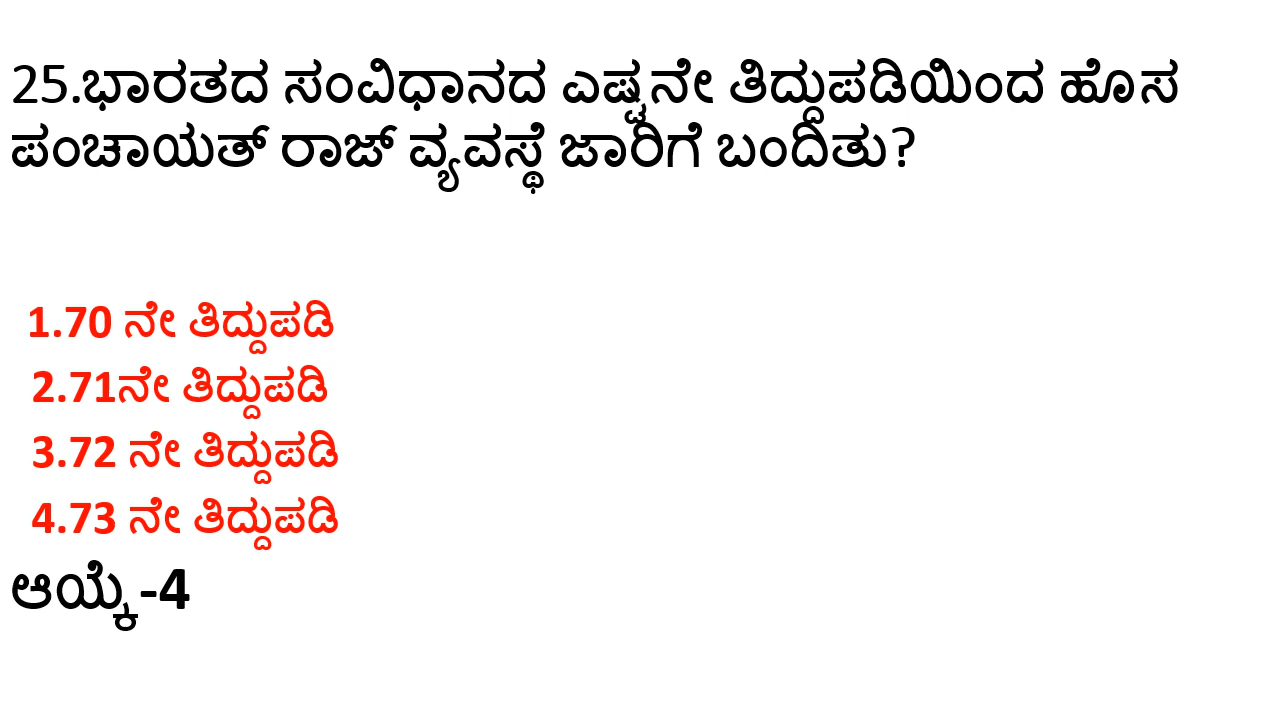 25.ಭಾರತದ ಸಂವಿಧಾನದ ಎಷ್ಟನೇ ತಿದ್ದುಪಡಿಯಿಂದ ಹೊಸ
ಪಂಚಾಯತ್ ರಾಜ್ ವ್ಯವಸ್ಥೆ ಜಾರಿಗೆ ಬಂದಿತು?
1.70 ನೇ ತಿದ್ದುಪಡಿ
2.71ನೇ ತಿದ್ದುಪಡಿ
3.72 ನೇ ತಿದ್ದುಪಡಿ
4.73 ನೇ ತಿದ್ದುಪಡಿ
ಆಯ್ಕೆ-4